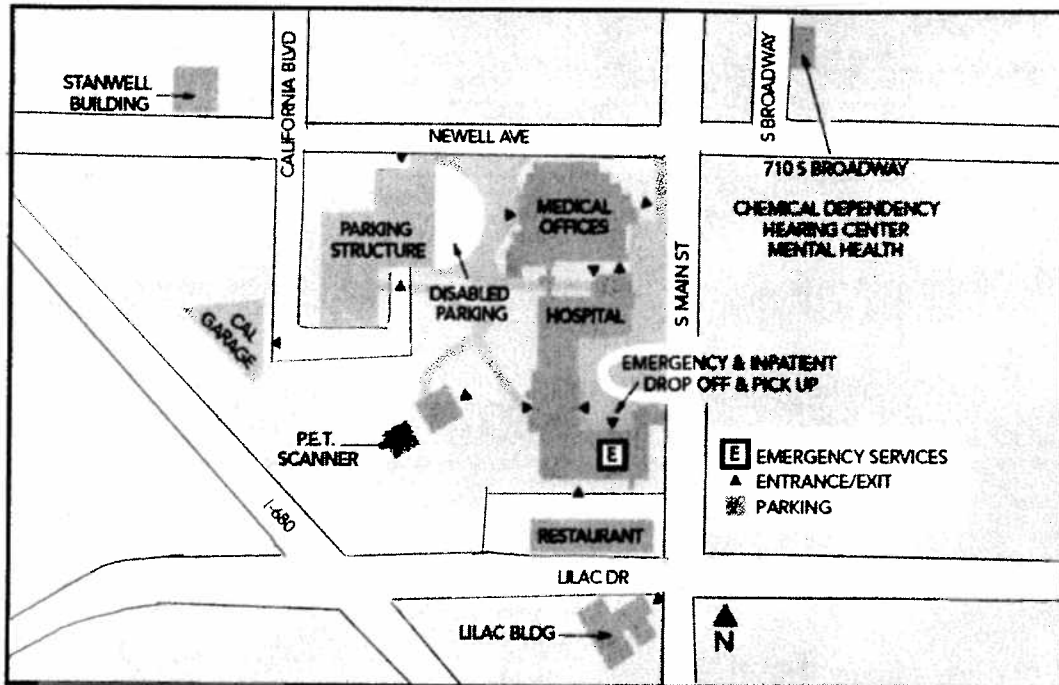 STANWELL
BUILDING
CALIFORNIA BLVD
S BROADWAY
NEWELL AVE
710 S BROADWAY
CHEMICAL DEPENDENCY
HEARING CENTER
MENTAL HEALTH
PARKING
STRUCTURE
MEDICAL
OFFICES
DISABLED
PARKING
HOSPITAL
S MAIN ST
CAL
GARAGE
EMERGENCY & INPATIENT
DROP OFF & PICK UP
P.E.T.
SCANNER
E
E EMERGENCY SERVICES
ENTRANCE/EXIT
PARKING
I-680
RESTAURANT
LILAC DR
LILAC BLDG
N